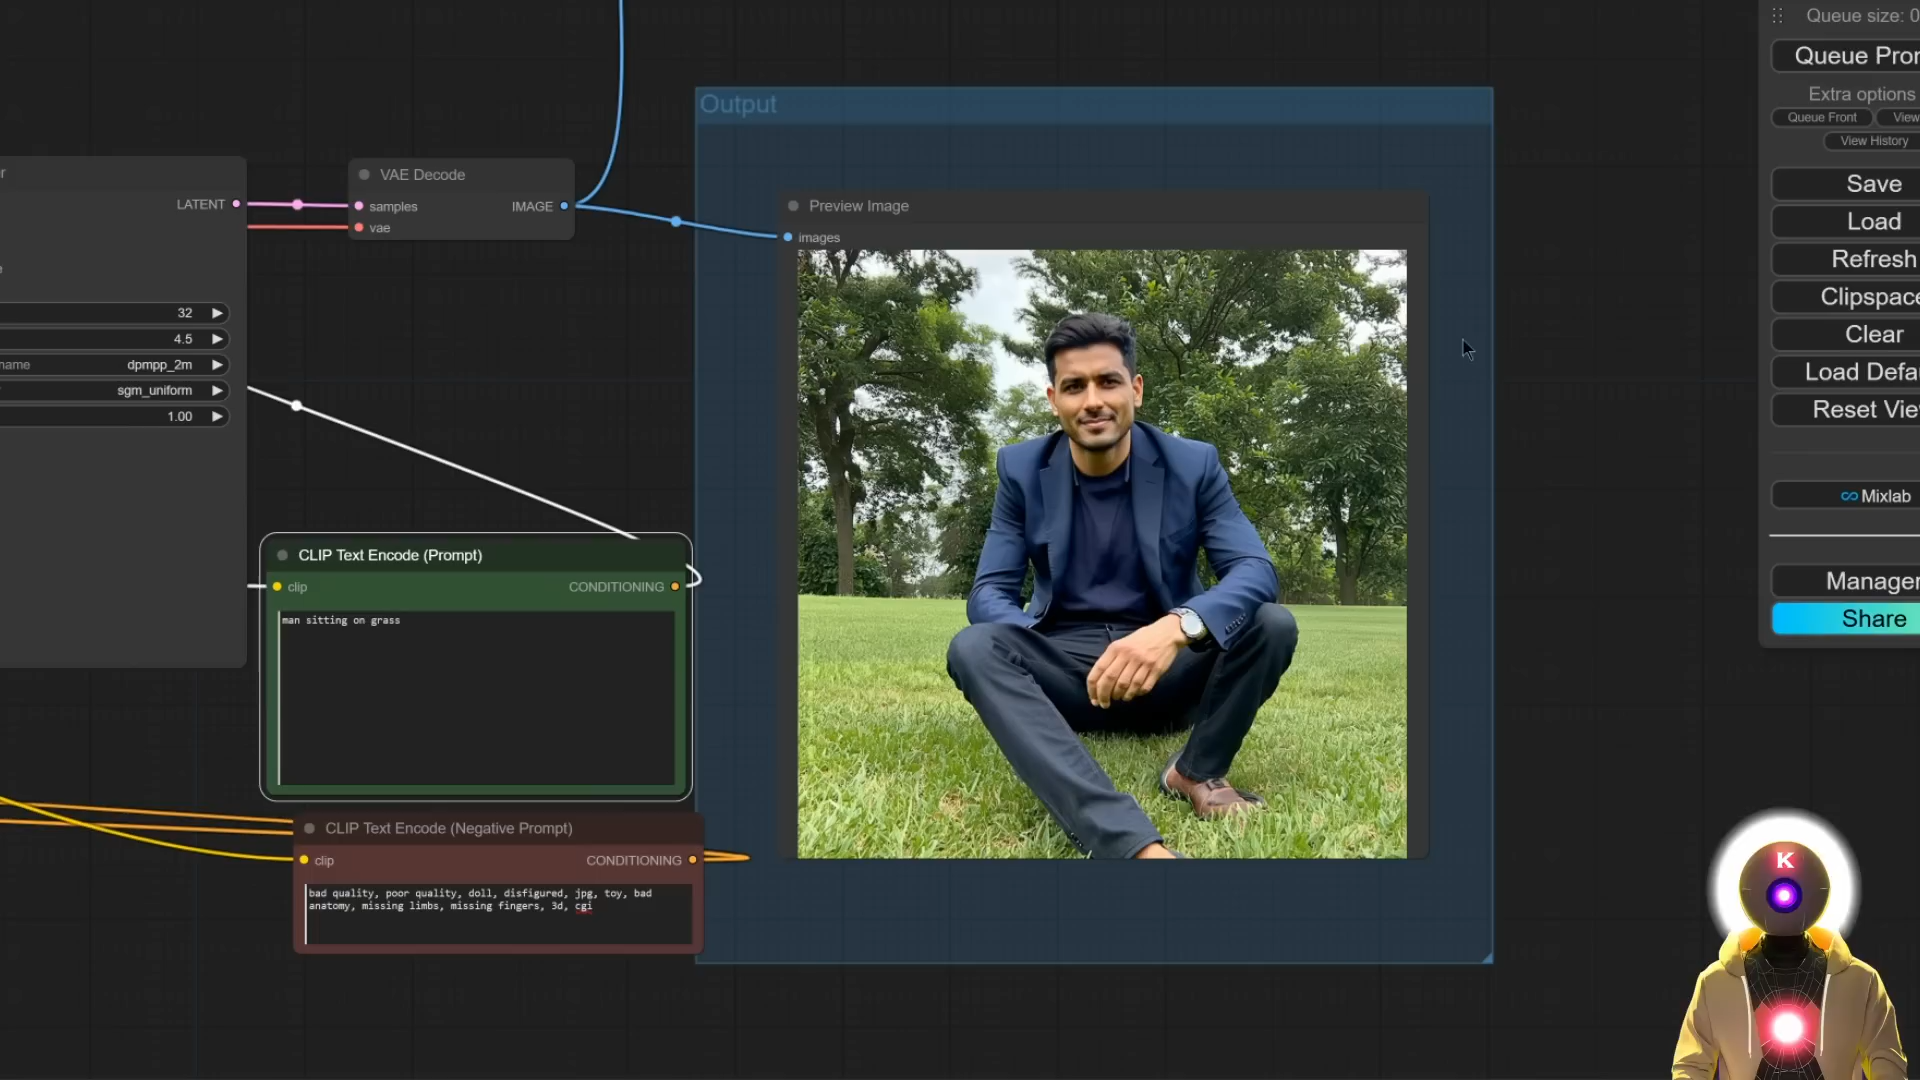 Queue size: 0
Output
Queue Pron
Extra options
Queue Front
View
View History
VAE Decode
LATENT
samples
IMAGE
vae
Preview Image
images
Save
Load
Refresh
Clipspace
Clear
Load Defau
Reset Vie
32
4.5
name
dpmpp_2m
sgm_uniform
1.00
Mixlab
CLIP Text Encode (Prompt)
clip
CONDITIONING
man sitting on grass
Manager
Share
CLIP Text Encode (Negative Prompt)
clip
CONDITIONING
bad quality, poor quality, doll, disfigured, jpg, toy, bad
anatomy, missing limbs, missing fingers, 3d, cgi
K